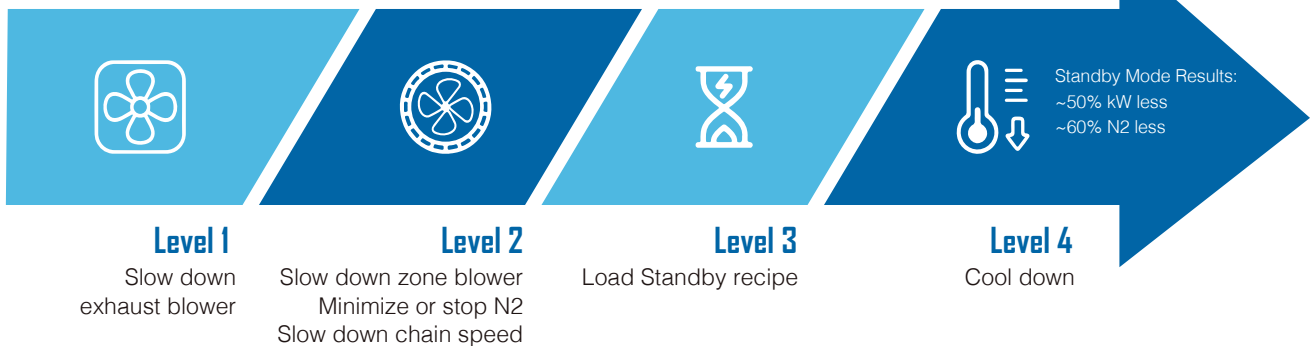 Standby Mode Results:
~50% kW less
~60% N2 less
Level 1
Slow down
exhaust blower
Level 2
Slow down zone blower
Minimize or stop N2
Slow down chain speed
Level 3
Load Standby recipe
Level 4
Cool down